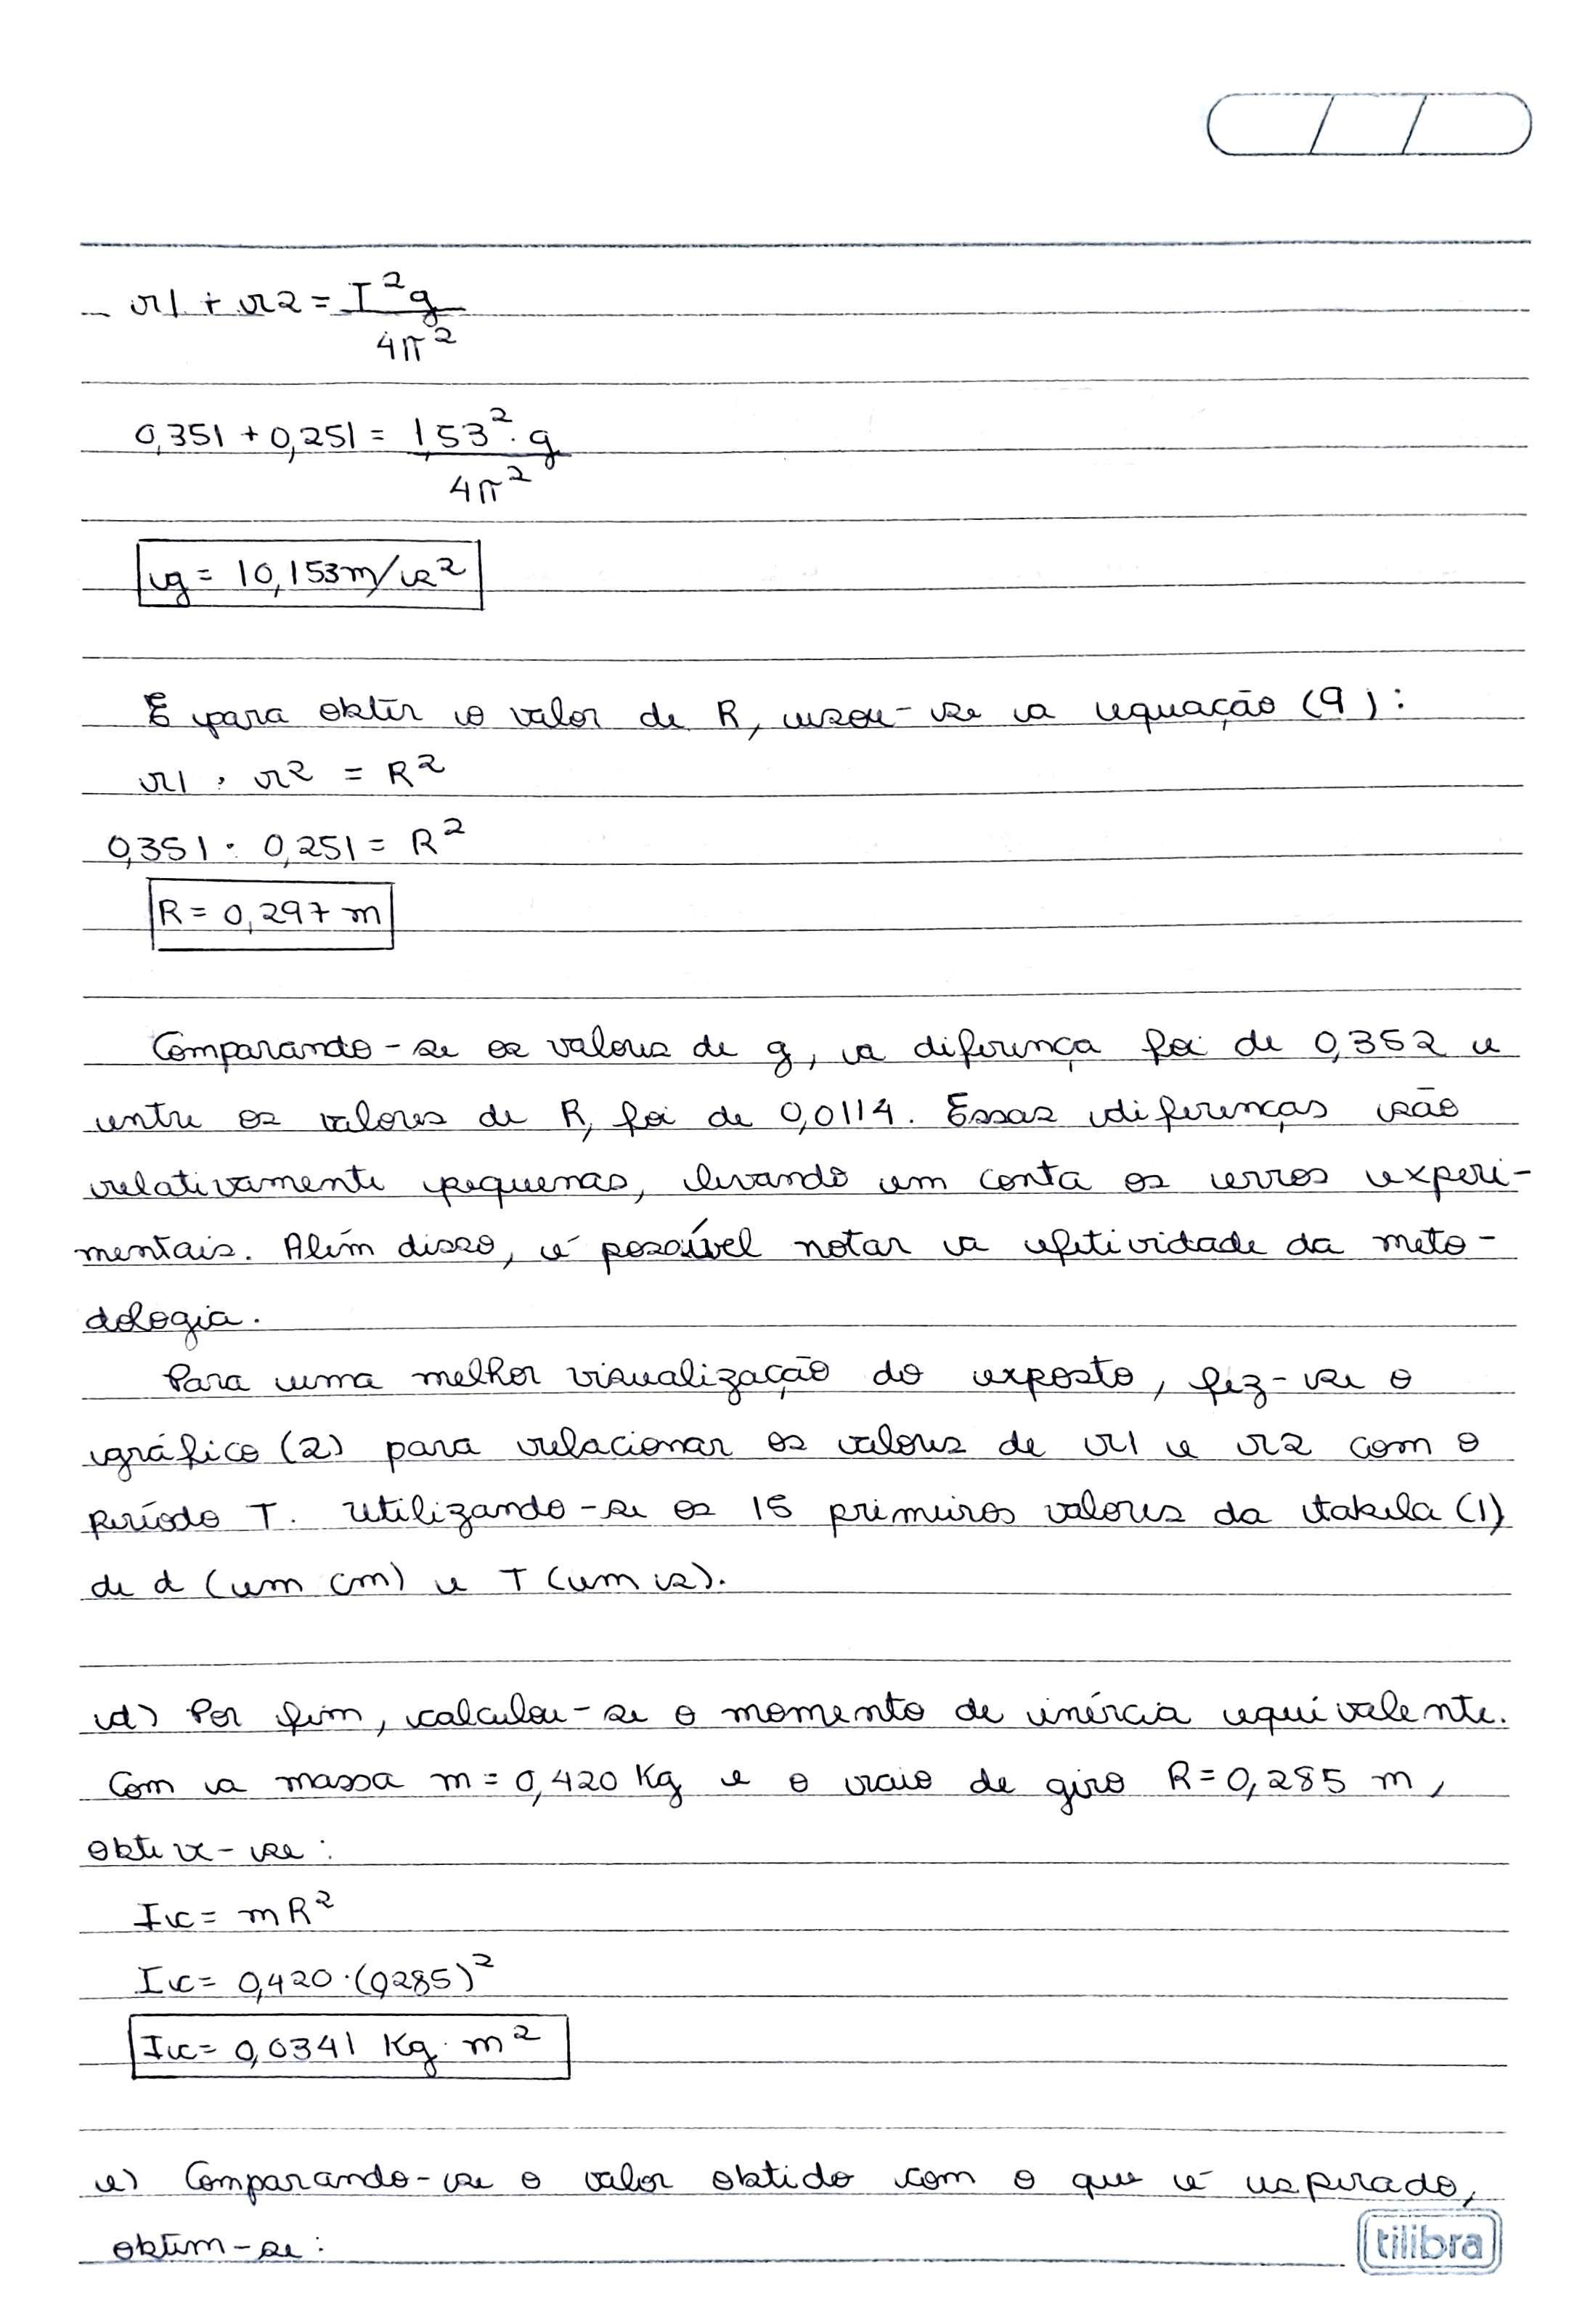 r1 + r2 = T²g
4π²
0,351 + 0,251 = 1,53² · g
4π²
g = 10,153 m/s²
E para obter o valor de R, usou-se a equação (9):
r1 · r2 = R²
0,351 · 0,251 = R²
R = 0,297 m
Comparando-se os valores de g, a diferença foi de 0,352 e
entre os valores de R, foi de 0,0114. Essas diferenças são
relativamente pequenas, levando em conta os erros experi-
mentais. Além disso, é possível notar a efetividade da meto-
dologia.
Para uma melhor visualização do exposto, fez-se o
gráfico (2) para relacionar os valores de r1 e r2 com o
período T. Utilizando-se os 15 primeiros valores da tabela (1)
de d (em cm) e T (em s).
d) Por fim, calculou-se o momento de inércia equivalente.
Com a massa m = 0,420 Kg e o raio de giro R = 0,285 m,
obteve-se:
Ic = mR²
Ic = 0,420 · (0,285)²
Ic = 0,0341 Kg · m²
e) Comparando-se o valor obtido com o que é esperado,
obtém-se:
tilibra